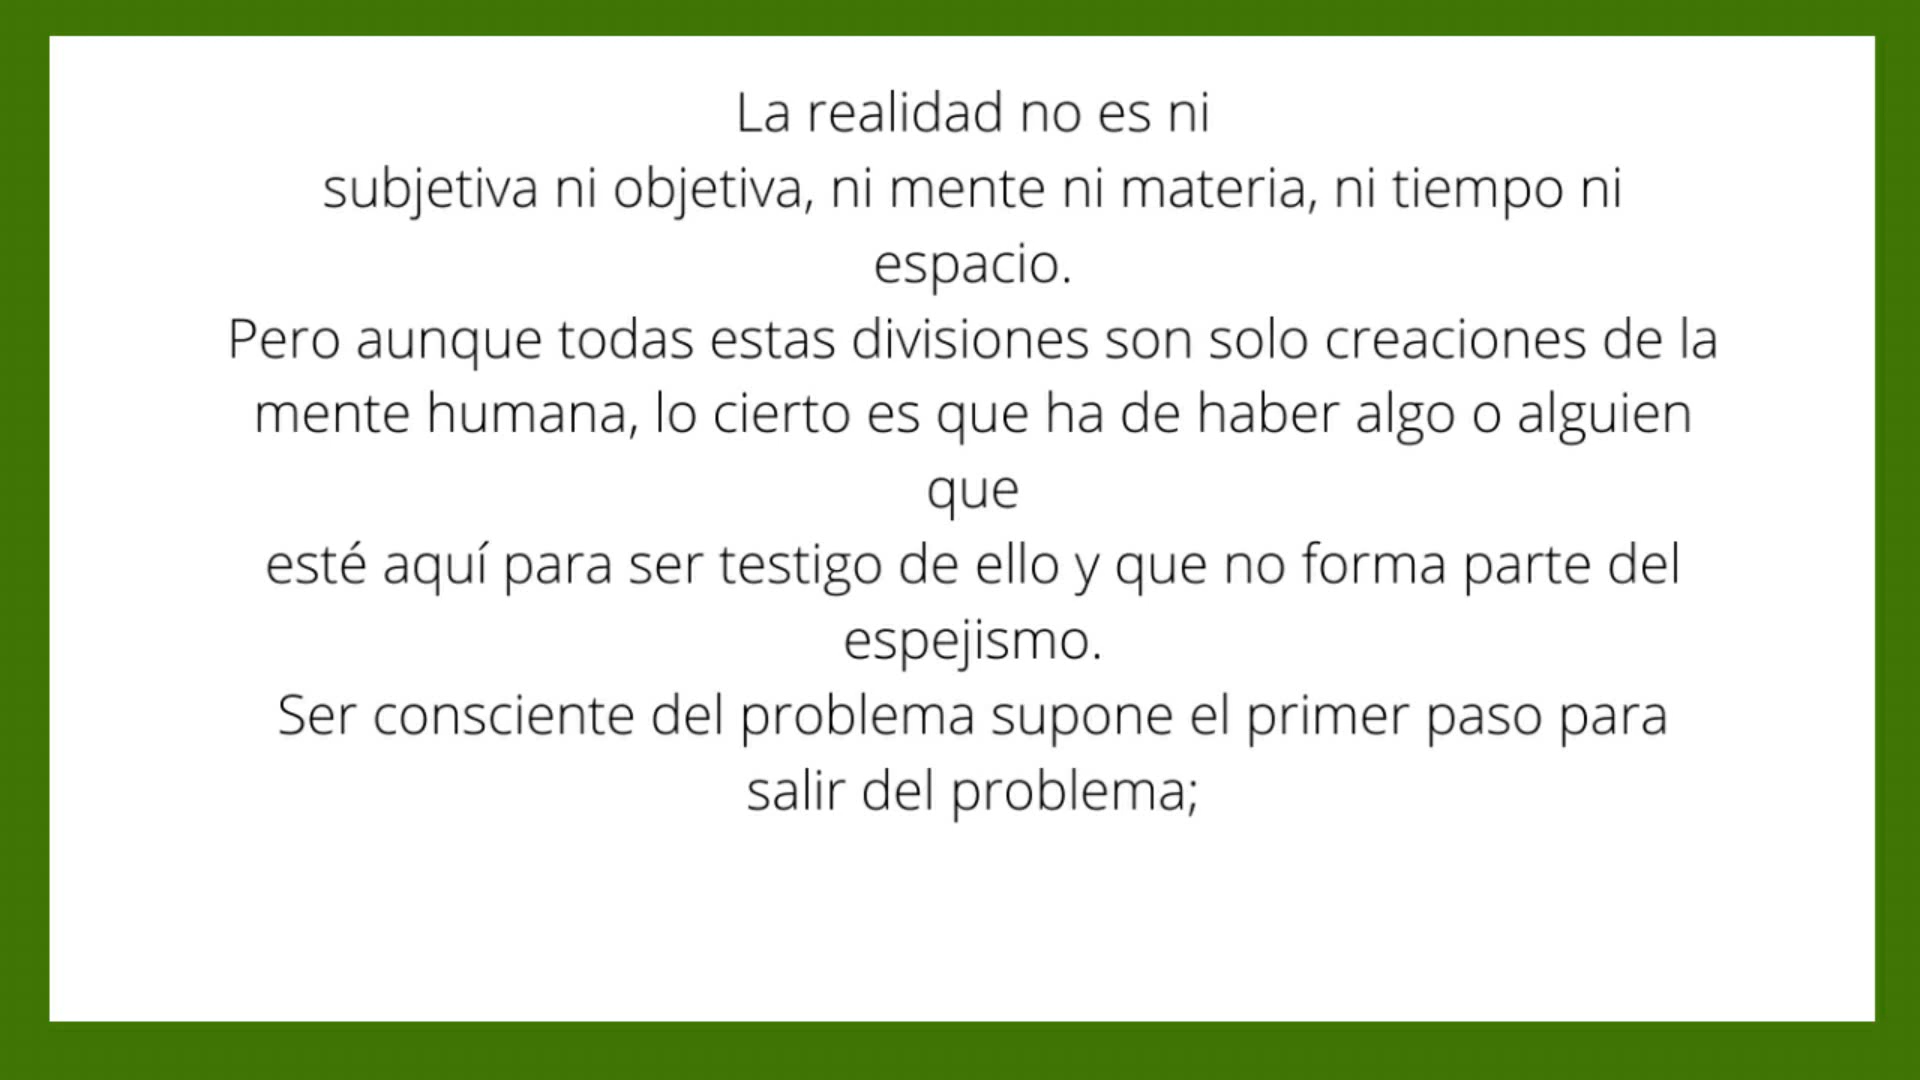 La realidad no es ni
subjetiva ni objetiva, ni mente ni materia, ni tiempo ni
espacio.
Pero aunque todas estas divisiones son solo creaciones de la
mente humana, lo cierto es que ha de haber algo o alguien
que
esté aquí para ser testigo de ello y que no forma parte del
espejismo.
Ser consciente del problema supone el primer paso para
salir del problema;